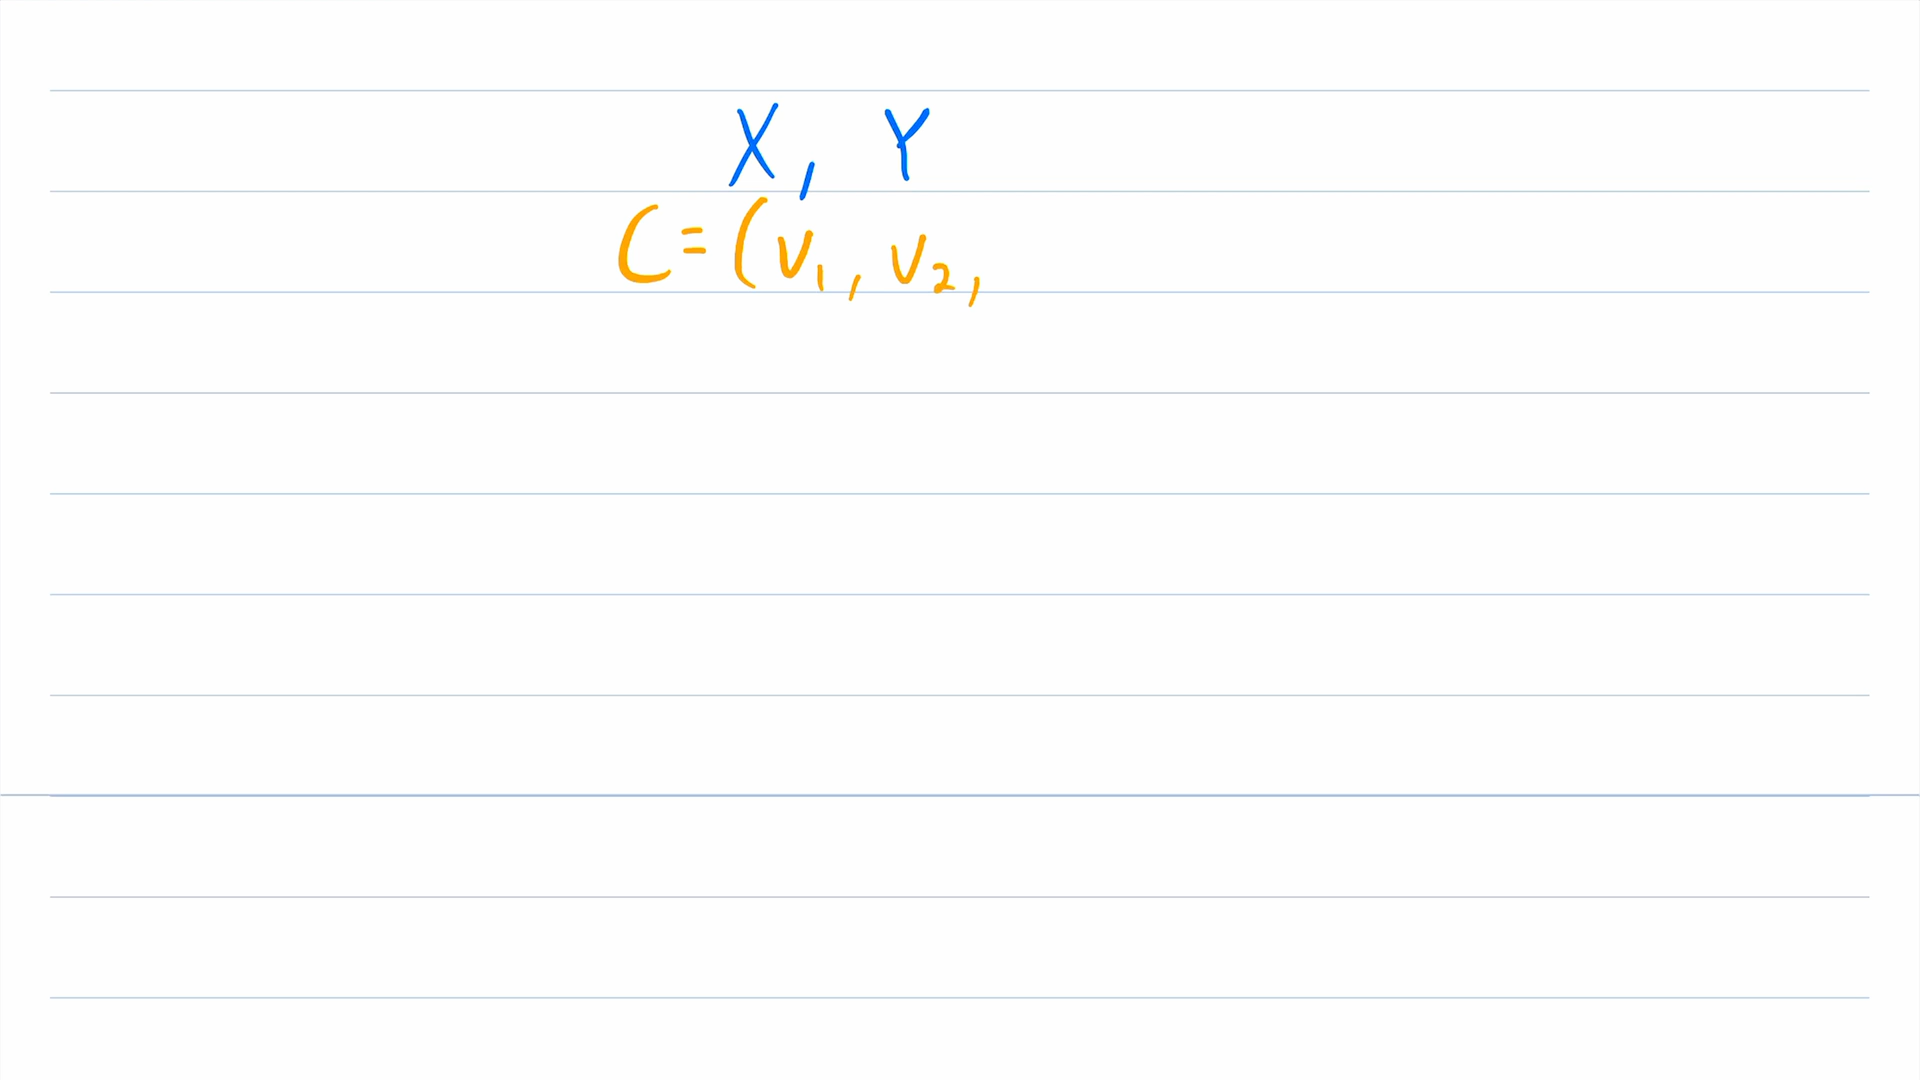 X, Y
C = (v₁, v₂,